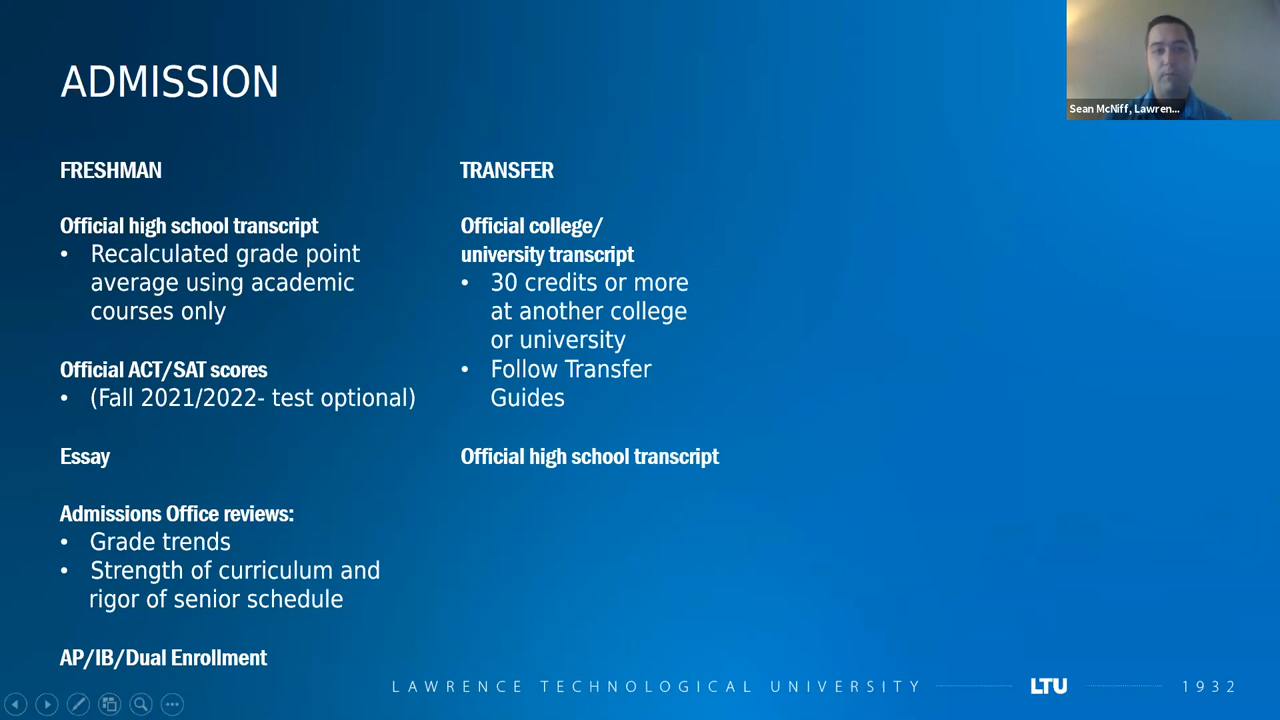 ADMISSION
Sean McNiff, Lawren...
FRESHMAN
Official high school transcript
• Recalculated grade point
average using academic
courses only
Official ACT/SAT scores
• (Fall 2021/2022- test optional)
Essay
Admissions Office reviews:
• Grade trends
• Strength of curriculum and
rigor of senior schedule
AP/IB/Dual Enrollment
TRANSFER
Official college/
university transcript
• 30 credits or more
at another college
or university
• Follow Transfer
Guides
Official high school transcript
LAWRENCE TECHNOLOGICAL UNIVERSITY LTU 1932